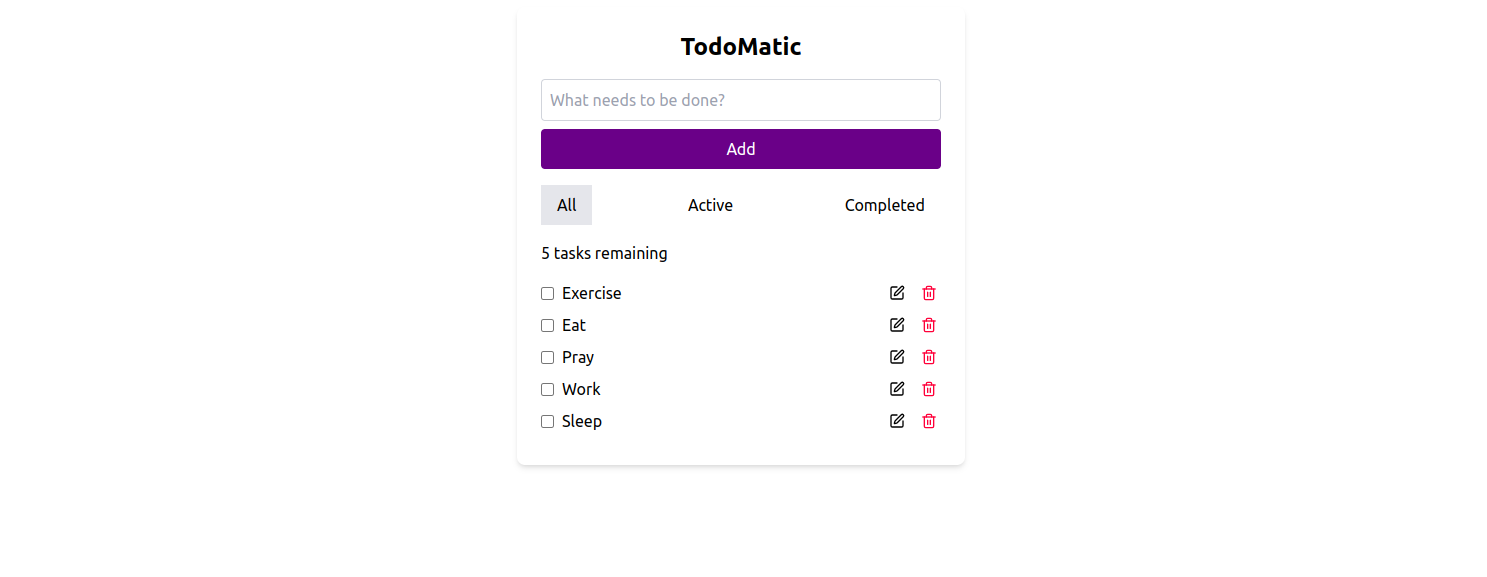 TodoMatic
What needs to be done?
Add
All Active Completed
5 tasks remaining
Exercise
Eat
Pray
Work
Sleep